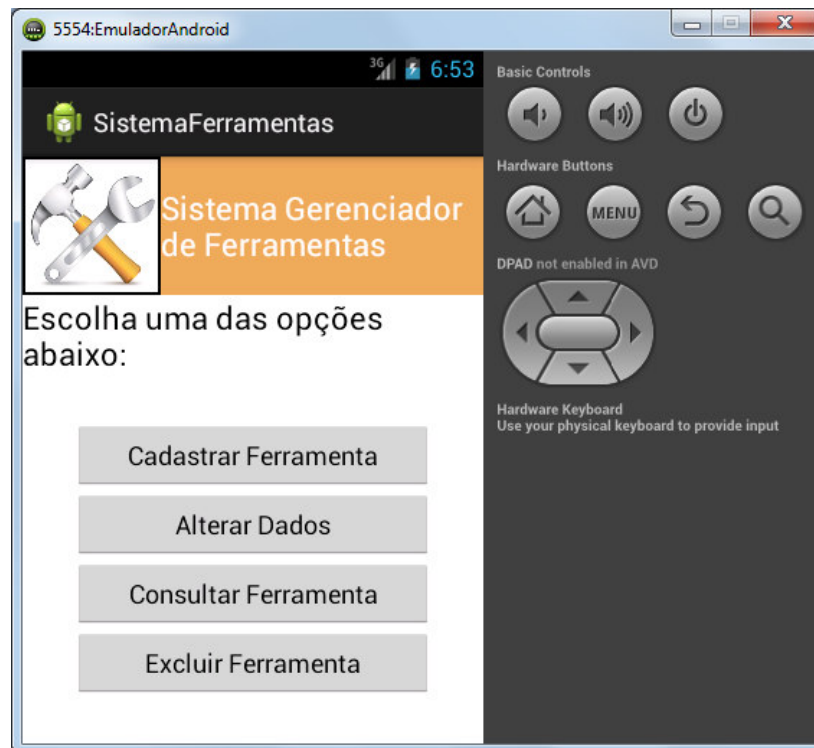 5554:EmuladorAndroid
3G 6:53
SistemaFerramentas
Sistema Gerenciador
de Ferramentas
Escolha uma das opções
abaixo:
Cadastrar Ferramenta
Alterar Dados
Consultar Ferramenta
Excluir Ferramenta
Basic Controls
Hardware Buttons
MENU
DPAD not enabled in AVD
Hardware Keyboard
Use your physical keyboard to provide input